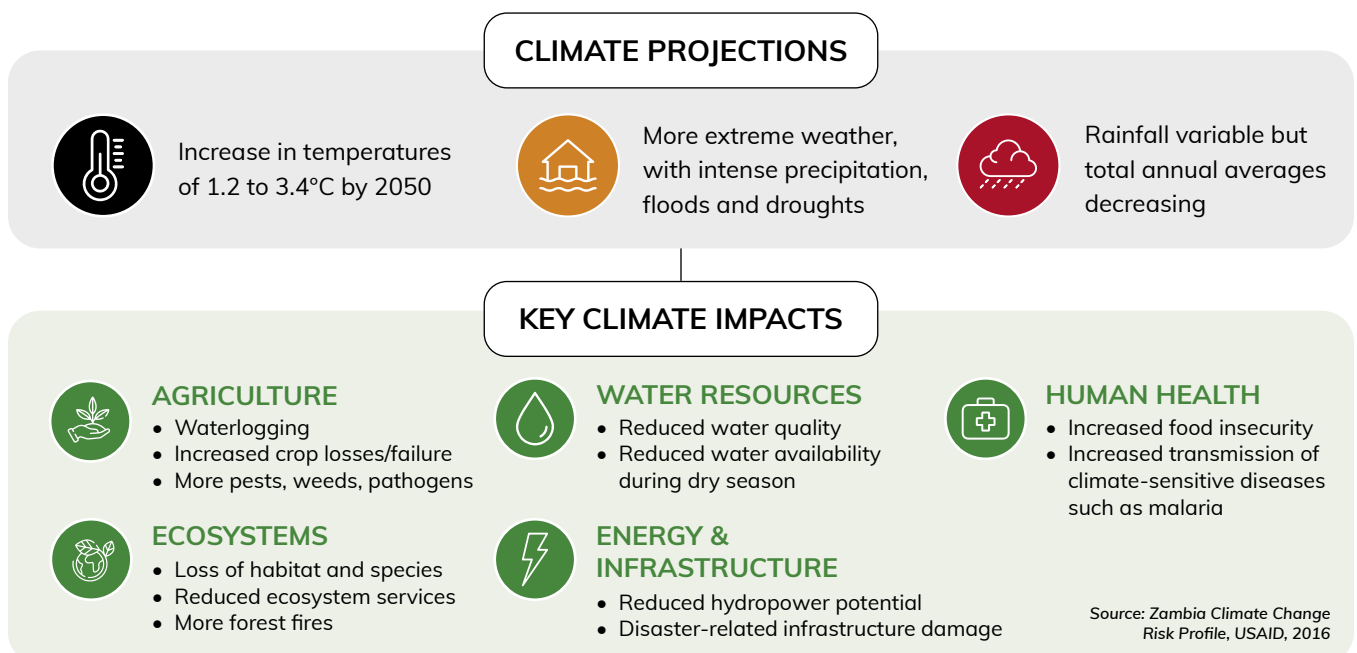 CLIMATE PROJECTIONS
Increase in temperatures
of 1.2 to 3.4°C by 2050
More extreme weather,
with intense precipitation,
floods and droughts
Rainfall variable but
total annual averages
decreasing
KEY CLIMATE IMPACTS
AGRICULTURE
• Waterlogging
• Increased crop losses/failure
• More pests, weeds, pathogens
WATER RESOURCES
• Reduced water quality
• Reduced water availability
during dry season
HUMAN HEALTH
• Increased food insecurity
• Increased transmission of
climate-sensitive diseases
such as malaria
ECOSYSTEMS
• Loss of habitat and species
• Reduced ecosystem services
• More forest fires
ENERGY &
INFRASTRUCTURE
• Reduced hydropower potential
• Disaster-related infrastructure damage
Source: Zambia Climate Change
Risk Profile, USAID, 2016